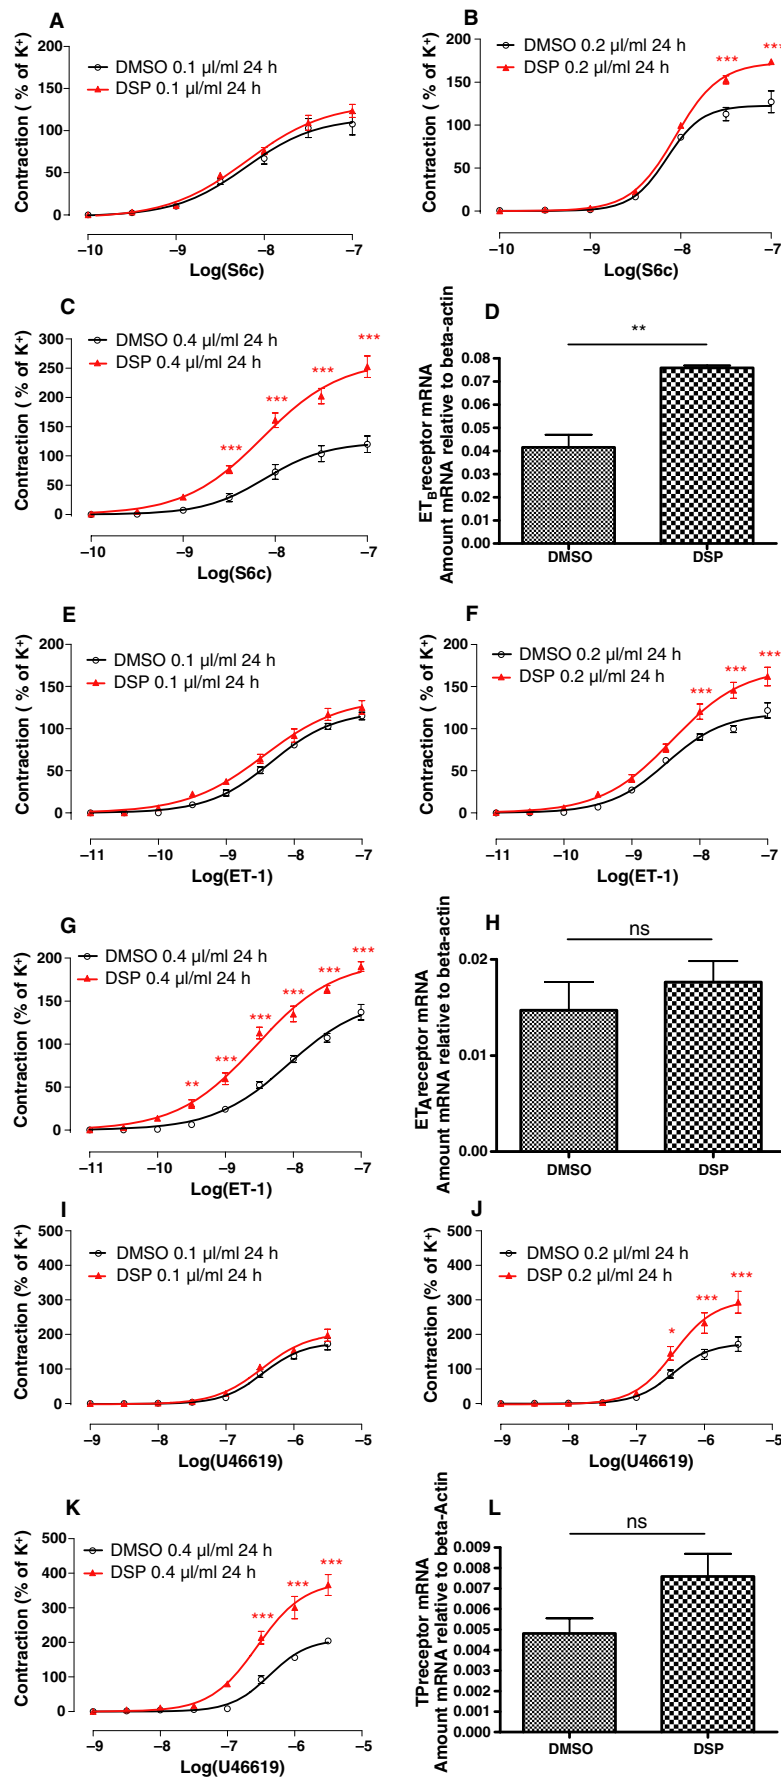 A
DMSO 0.1 µl/ml 24 h
DSP 0.1 µl/ml 24 h
Contraction ( % of K+)
200
150
100
50
0
−10 −9 −8 −7
Log(S6c)
B
DMSO 0.2 µl/ml 24 h
DSP 0.2 µl/ml 24 h
Contraction ( % of K+)
200
150
100
50
0
*** ***
−10 −9 −8 −7
Log(S6c)
C
DMSO 0.4 µl/ml 24 h
DSP 0.4 µl/ml 24 h
Contraction ( % of K+)
300
250
200
150
100
50
0
*** *** *** ***
−10 −9 −8 −7
Log(S6c)
D
ETB receptor mRNA
Amount mRNA relative to beta-actin
**
0.08
0.07
0.06
0.05
0.04
0.03
0.02
0.01
0.00
DMSO DSP
E
DMSO 0.1 µl/ml 24 h
DSP 0.1 µl/ml 24 h
Contraction ( % of K+)
200
150
100
50
0
−11 −10 −9 −8 −7
Log(ET-1)
F
DMSO 0.2 µl/ml 24 h
DSP 0.2 µl/ml 24 h
Contraction ( % of K+)
200
150
100
50
0
*** *** ***
−11 −10 −9 −8 −7
Log(ET-1)
G
DMSO 0.4 µl/ml 24 h
DSP 0.4 µl/ml 24 h
Contraction (% of K+)
200
150
100
50
0
** *** *** *** *** ***
−11 −10 −9 −8 −7
Log(ET-1)
H
ETA receptor mRNA
Amount mRNA relative to beta-actin
ns
0.02
0.01
0.00
DMSO DSP
I
DMSO 0.1 µl/ml 24 h
DSP 0.1 µl/ml 24 h
Contraction (% of K+)
500
400
300
200
100
0
−9 −8 −7 −6 −5
Log(U46619)
J
DMSO 0.2 µl/ml 24 h
DSP 0.2 µl/ml 24 h
Contraction (% of K+)
500
400
300
200
100
0
* *** ***
−9 −8 −7 −6 −5
Log(U46619)
K
DMSO 0.4 µl/ml 24 h
DSP 0.4 µl/ml 24 h
Contraction (% of K+)
500
400
300
200
100
0
*** *** ***
−9 −8 −7 −6 −5
Log(U46619)
L
TPreceptor mRNA
Amount mRNA relative to beta-Actin
ns
0.009
0.008
0.007
0.006
0.005
0.004
0.003
0.002
0.001
0.000
DMSO DSP